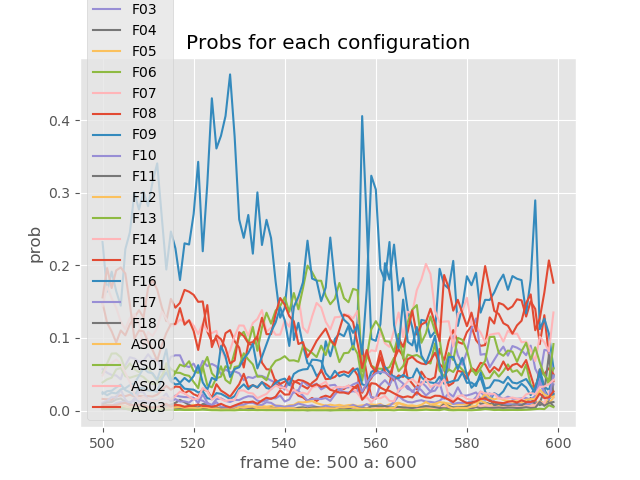 F03
F04
Probs for each configuration
F05
F06
F07
F08
F09
F10
F11
F12
F13
F14
F15
F16
F17
F18
AS00
AS01
AS02
AS03
0.4
0.3
0.2
0.1
0.0
prob
500
520
540
560
580
600
frame de: 500 a: 600